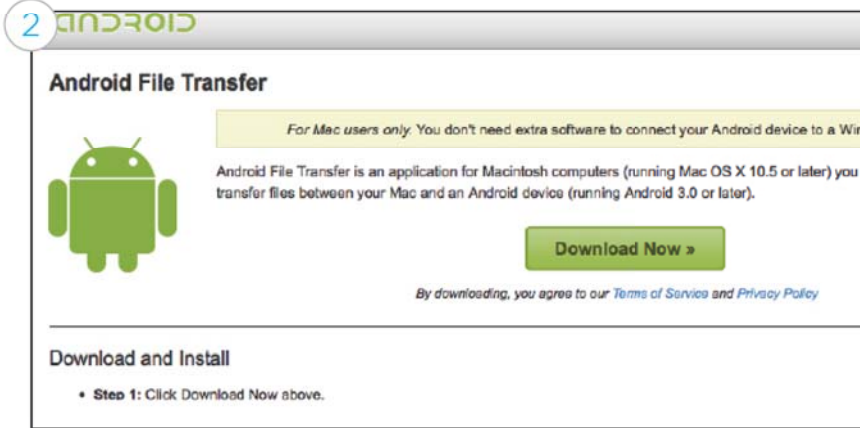 2
ANDROID
Android File Transfer
For Mac users only. You don't need extra software to connect your Android device to a
Android File Transfer is an application for Macintosh computers (running Mac OS X 10.5 or later) you
transfer files between your Mac and an Android device (running Android 3.0 or later).
Download Now »
By downloading, you agree to our Terms of Service and Privacy Policy
Download and Install
• Step 1: Click Download Now above.